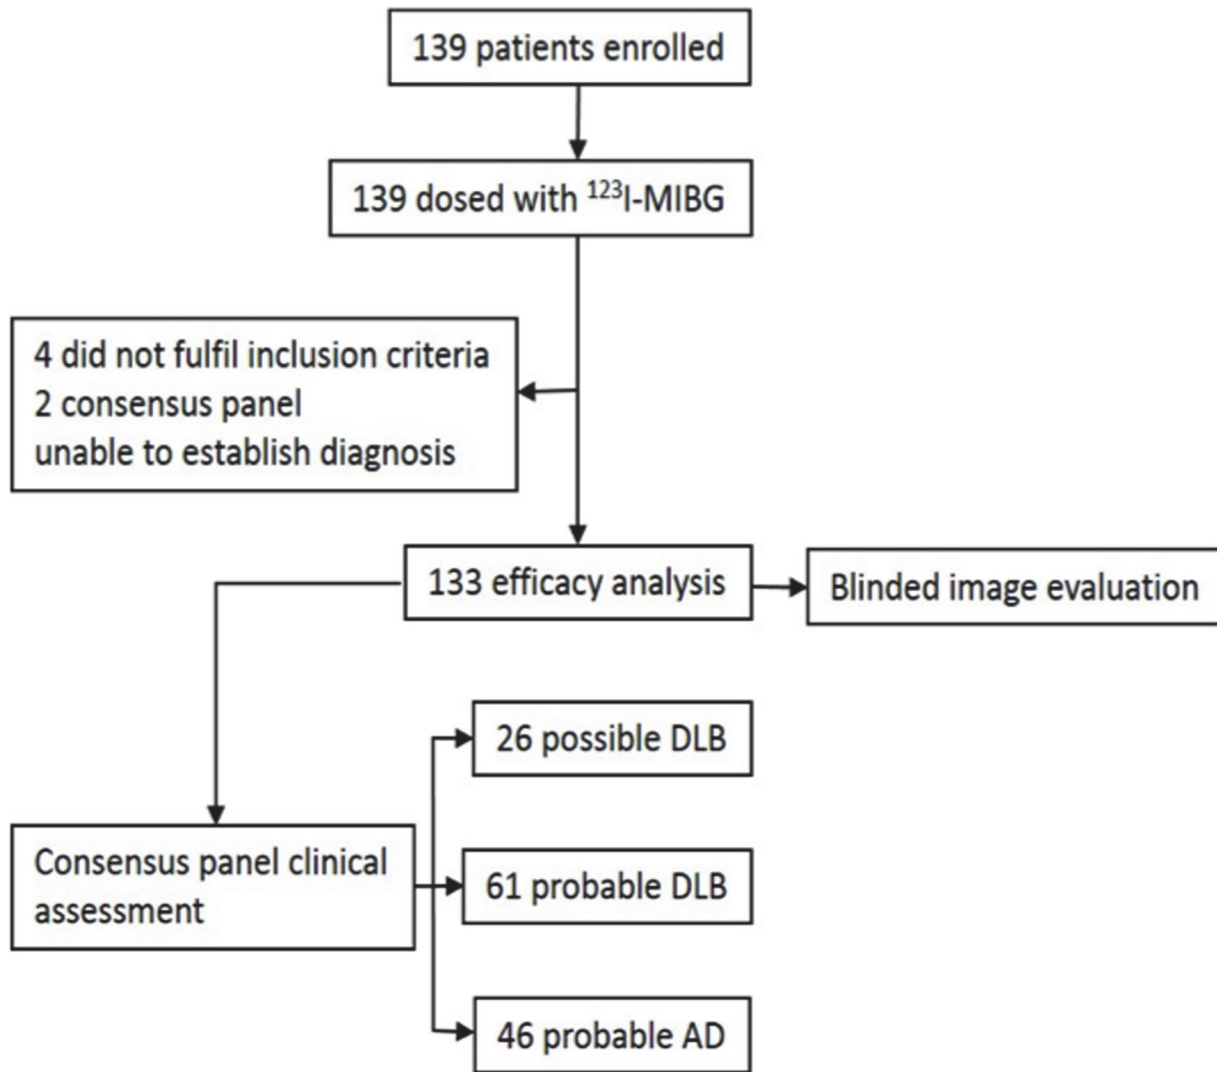 139 patients enrolled
139 dosed with ¹²³I-MIBG
4 did not fulfil inclusion criteria
2 consensus panel
unable to establish diagnosis
133 efficacy analysis
Blinded image evaluation
26 possible DLB
Consensus panel clinical
assessment
61 probable DLB
46 probable AD